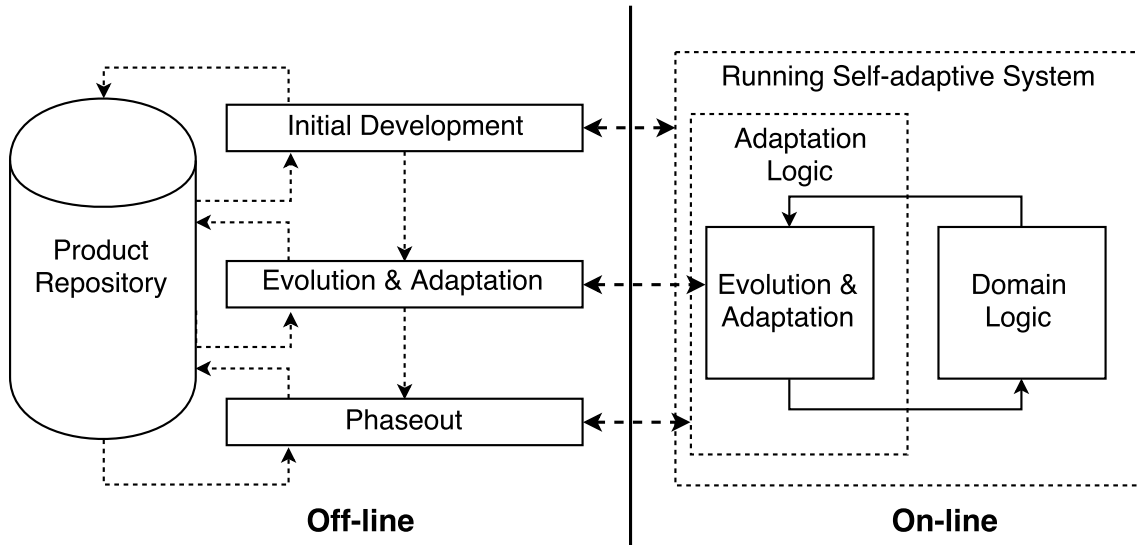 Running Self-adaptive System
Initial Development
Adaptation
Logic
Product
Repository
Evolution & Adaptation
Evolution &
Adaptation
Domain
Logic
Phaseout
Off-line
On-line